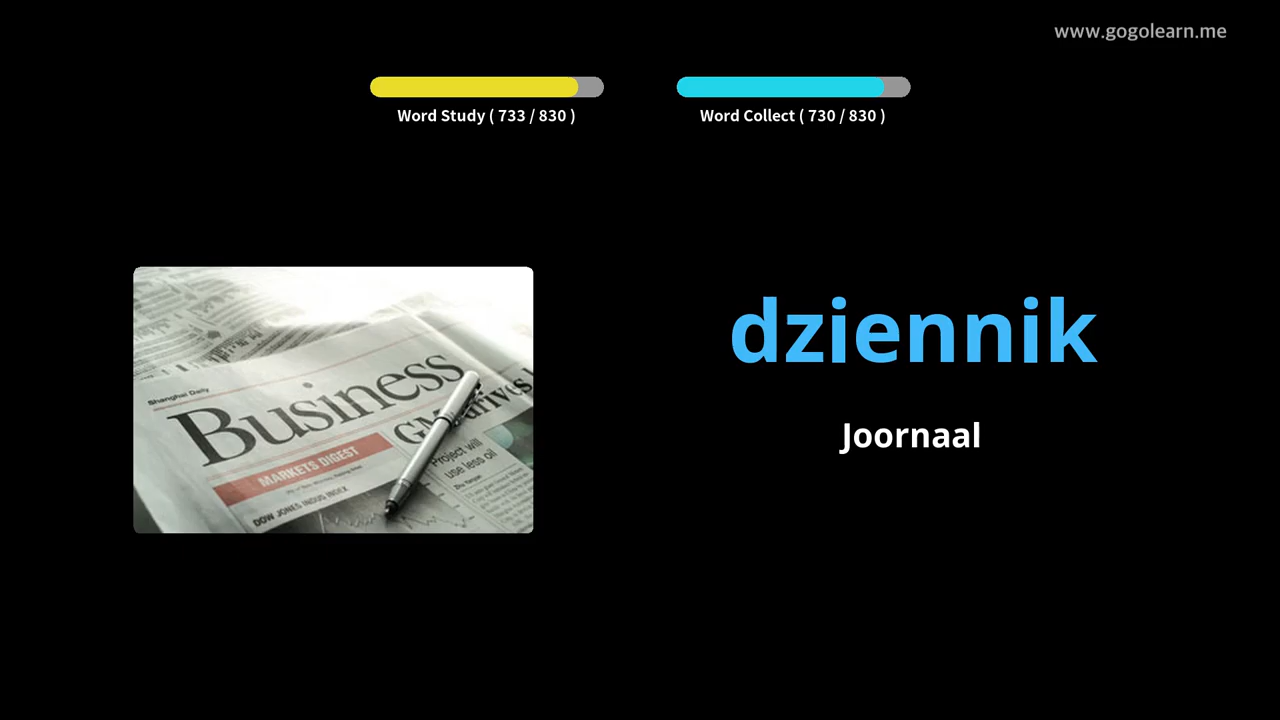 www.gogolearn.me
Word Study ( 733 / 830 )
Word Collect ( 730 / 830 )
Shanghai Daily
Business
GM
MARKETS DIGEST
DOW JONES INDUS INDEX
Project will
use less oil
dziennik
Joornaal